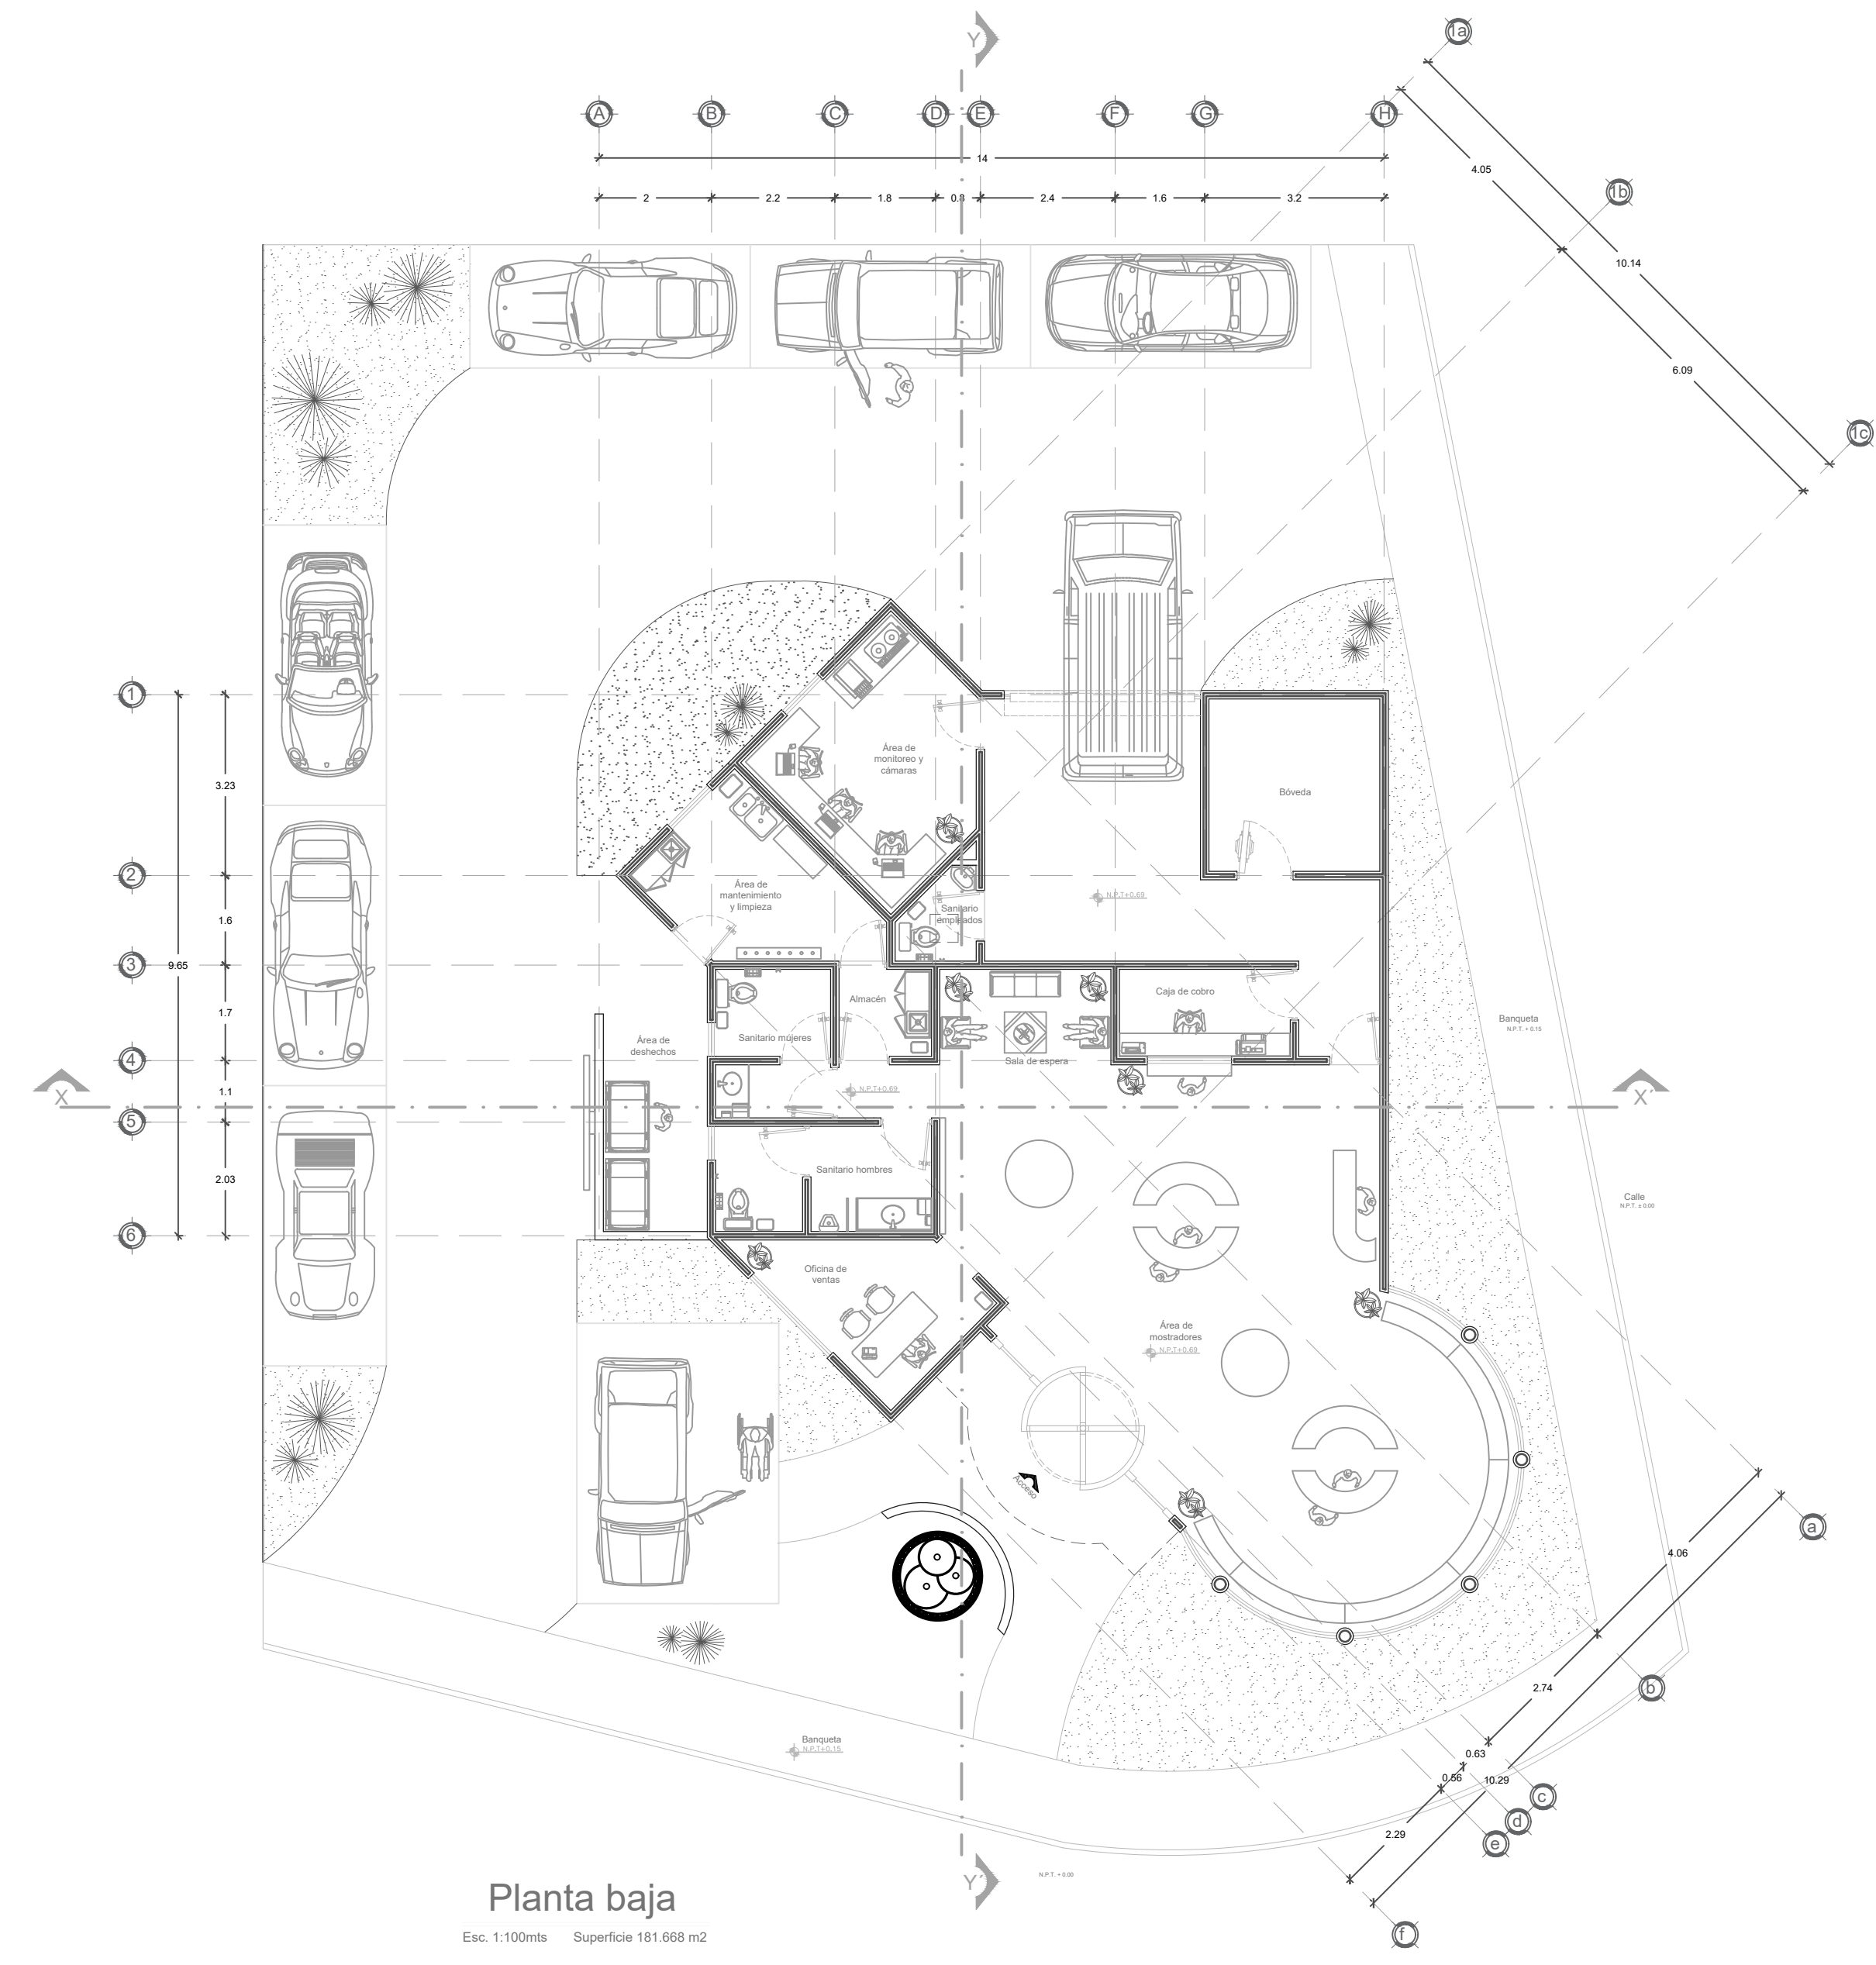 Y
1a
A
B
C
D
E
F
G
H
14
4.05
1b
2
2.2
1.8
0.8
2.4
1.6
3.2
10.14
6.09
1c
1
Área de
monitoreo y
cámaras
3.23
Bóveda
2
Área de
mantenimiento
y limpieza
N.P.T+0.69
Sanitario
empleados
1.6
3
9.65
Caja de cobro
Almacén
1.7
Banqueta
N.P.T. + 0.15
Área de
deshechos
Sanitario mujeres
4
Sala de espera
1.1
N.P.T+0.69
X
X'
5
Sanitario hombres
2.03
Calle
N.P.T. ± 0.00
6
Oficina de
ventas
Área de
mostradores
N.P.T+0.69
Acceso
a
4.06
b
2.74
Banqueta
N.P.T+0.15
0.63
0.56
10.29
c
d
e
2.29
N.P.T. + 0.00
Y'
f
Planta baja
Esc. 1:100mts Superficie 181.668 m2